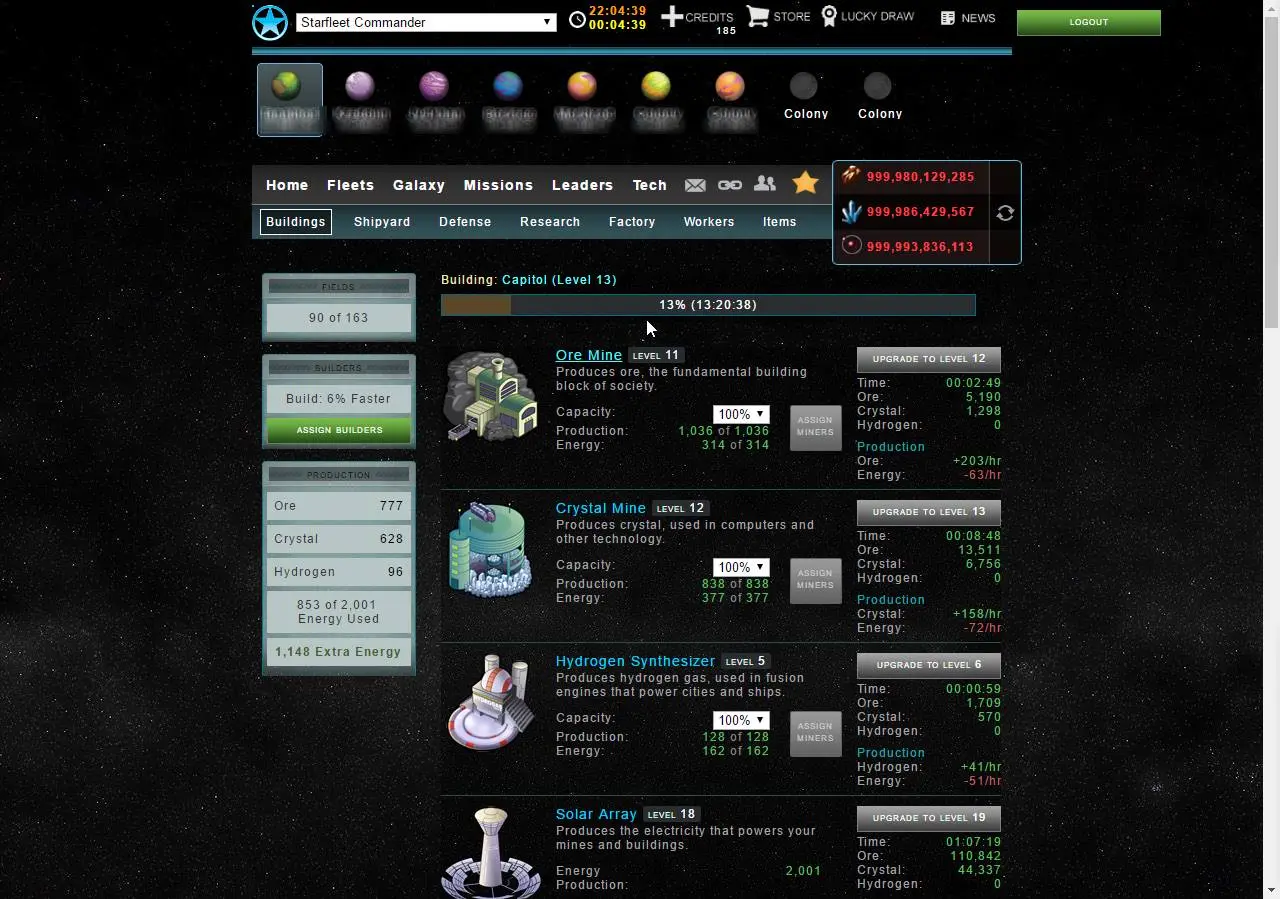 Starfleet Commander
22:04:39
00:04:39
CREDITS
185
STORE
LUCKY DRAW
NEWS
LOGOUT
Colony
Colony
Home Fleets Galaxy Missions Leaders Tech
999,980,129,285
999,986,429,567
999,993,836,113
Buildings Shipyard Defense Research Factory Workers Items
FIELDS
90 of 163
BUILDERS
Build: 6% Faster
ASSIGN BUILDERS
PRODUCTION
Ore 777
Crystal 628
Hydrogen 96
853 of 2,001
Energy Used
1,148 Extra Energy
Building: Capitol (Level 13)
13% (13:20:38)
Ore Mine LEVEL 11
Produces ore, the fundamental building
block of society.
Capacity: 100%
Production: 1,036 of 1,036
Energy: 314 of 314
ASSIGN
MINERS
UPGRADE TO LEVEL 12
Time: 00:02:49
Ore: 5,190
Crystal: 1,298
Hydrogen: 0
Production
Ore: +203/hr
Energy: -63/hr
Crystal Mine LEVEL 12
Produces crystal, used in computers and
other technology.
Capacity: 100%
Production: 838 of 838
Energy: 377 of 377
ASSIGN
MINERS
UPGRADE TO LEVEL 13
Time: 00:08:48
Ore: 13,511
Crystal: 6,756
Hydrogen: 0
Production
Crystal: +158/hr
Energy: -72/hr
Hydrogen Synthesizer LEVEL 5
Produces hydrogen gas, used in fusion
engines that power cities and ships.
Capacity: 100%
Production: 128 of 128
Energy: 162 of 162
ASSIGN
MINERS
UPGRADE TO LEVEL 6
Time: 00:00:59
Ore: 1,709
Crystal: 570
Hydrogen: 0
Production
Hydrogen: +41/hr
Energy: -51/hr
Solar Array LEVEL 18
Produces the electricity that powers your
mines and buildings.
Energy 2,001
Production:
UPGRADE TO LEVEL 19
Time: 01:07:19
Ore: 110,842
Crystal: 44,337
Hydrogen: 0